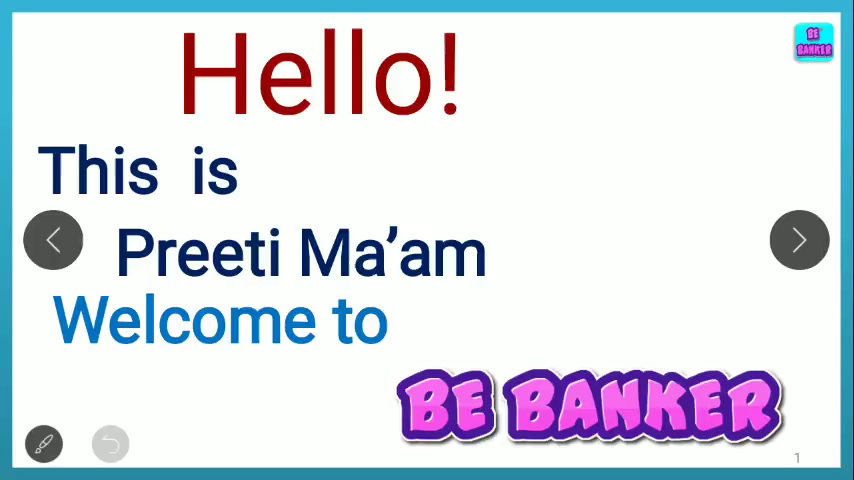 Hello!
BE BANKER
This is
Preeti Ma’am
Welcome to
BE BANKER
1